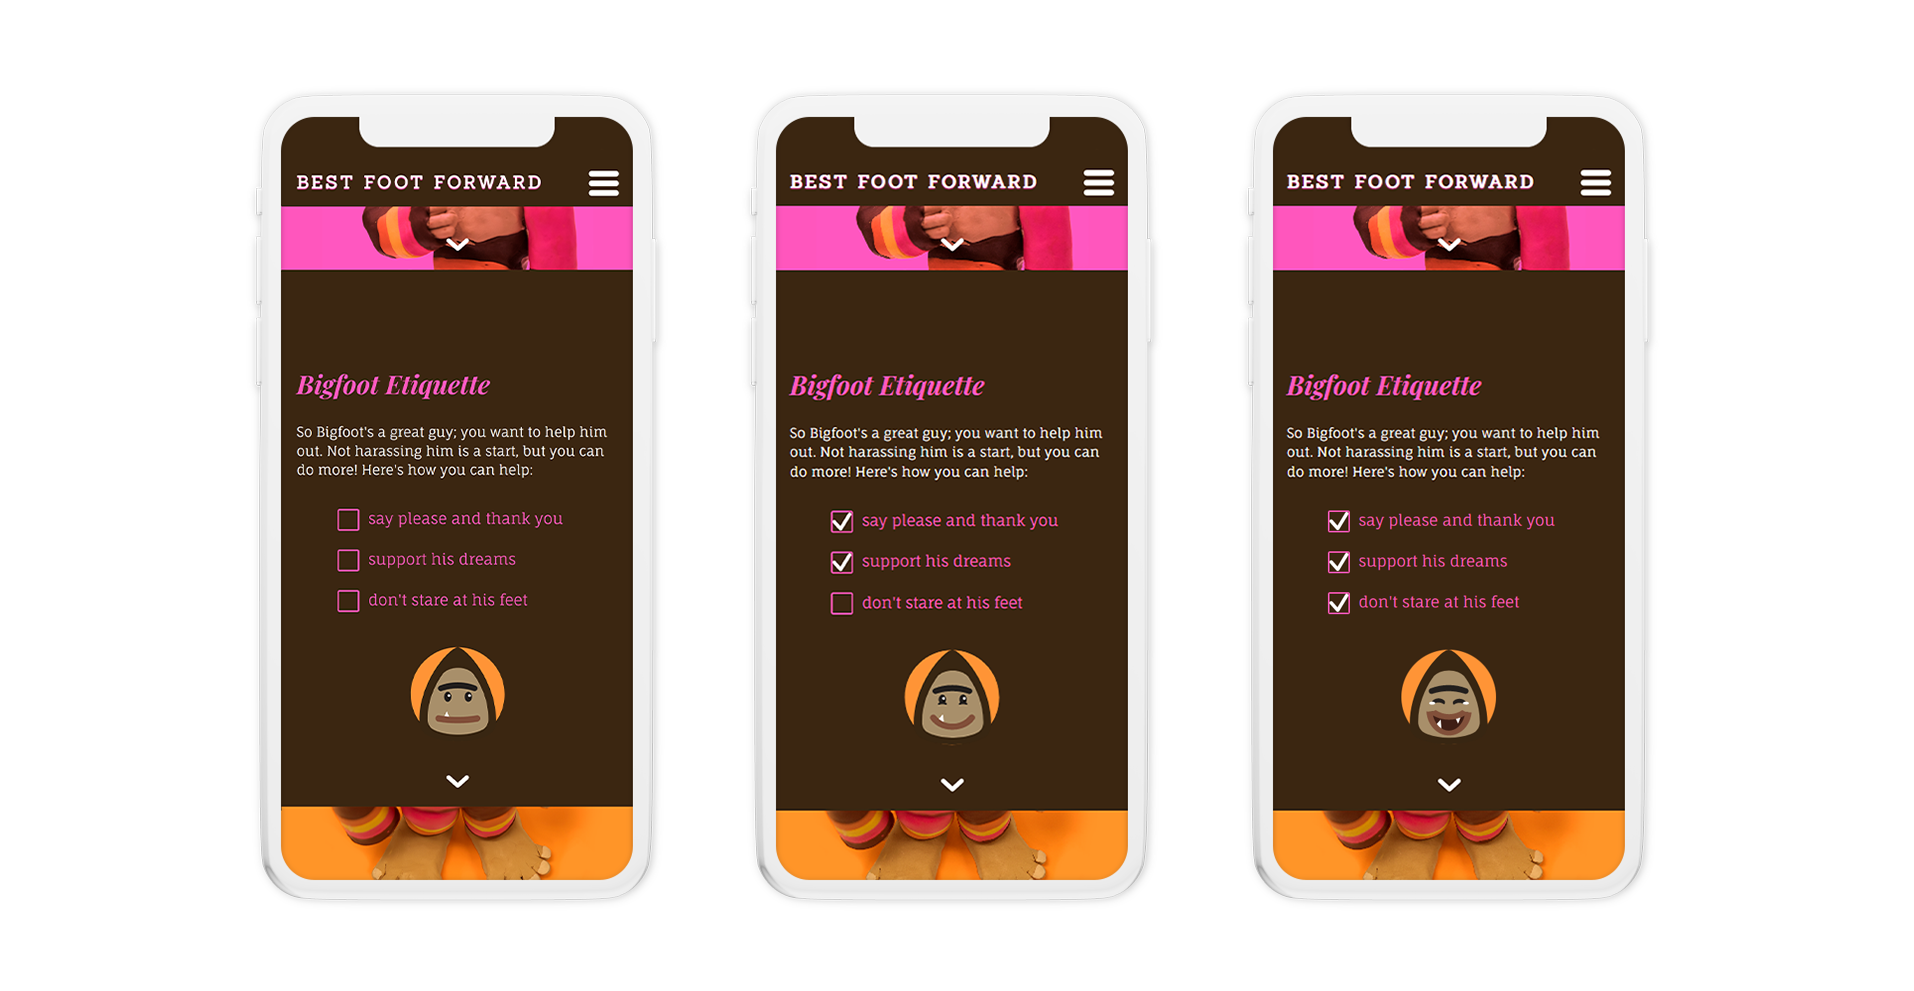 BEST FOOT FORWARD
Bigfoot Etiquette
So Bigfoot's a great guy; you want to help him
out. Not harassing him is a start, but you can
do more! Here's how you can help:
say please and thank you
support his dreams
don't stare at his feet
BEST FOOT FORWARD
Bigfoot Etiquette
So Bigfoot's a great guy; you want to help him
out. Not harassing him is a start, but you can
do more! Here's how you can help:
say please and thank you
support his dreams
don't stare at his feet
BEST FOOT FORWARD
Bigfoot Etiquette
So Bigfoot's a great guy; you want to help him
out. Not harassing him is a start, but you can
do more! Here's how you can help:
say please and thank you
support his dreams
don't stare at his feet